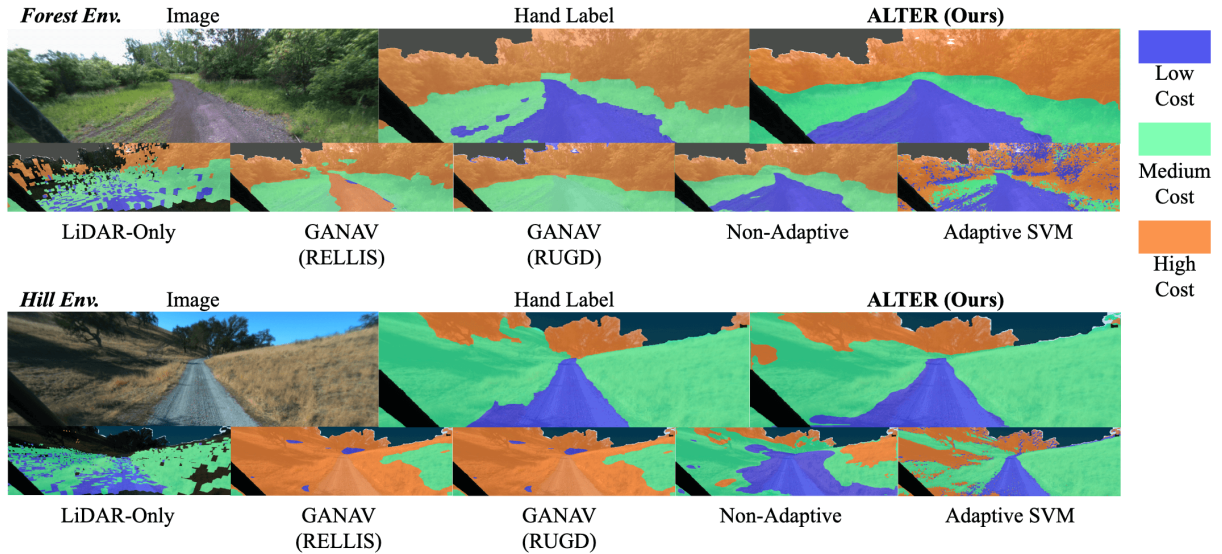 Forest Env.
Image
Hand Label
ALTER (Ours)
Low
Cost
Medium
Cost
High
Cost
LiDAR-Only
GANAV
(RELLIS)
GANAV
(RUGD)
Non-Adaptive
Adaptive SVM
Hill Env.
Image
Hand Label
ALTER (Ours)
LiDAR-Only
GANAV
(RELLIS)
GANAV
(RUGD)
Non-Adaptive
Adaptive SVM